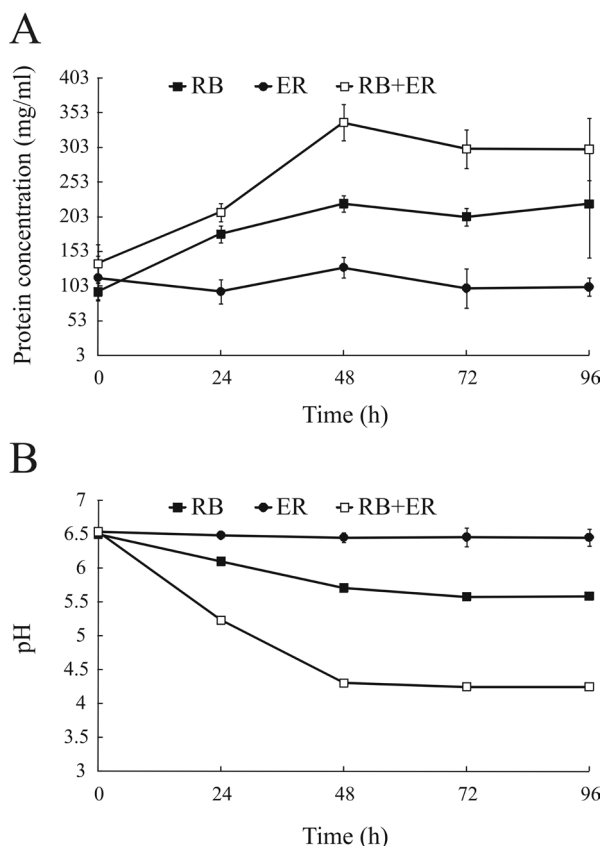 A
RB ER RB+ER
Protein concentration (mg/ml)
403
353
303
253
203
153
103
53
3
0 24 48 72 96
Time (h)
B
RB ER RB+ER
pH
7
6.5
6
5.5
5
4.5
4
3.5
3
0 24 48 72 96
Time (h)